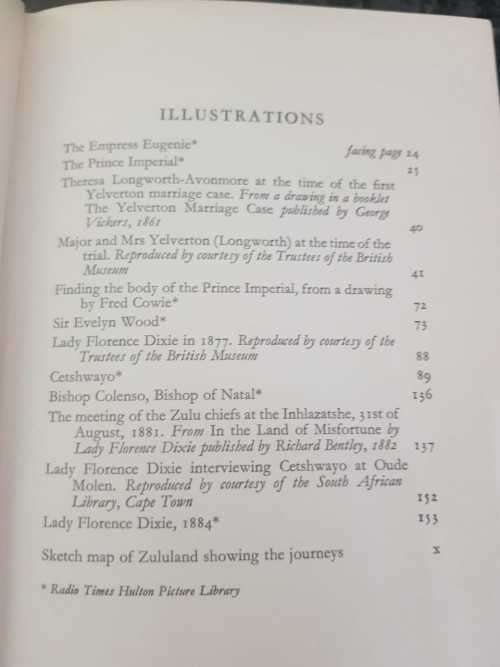 ILLUSTRATIONS
The Empress Eugenie* facing page 24
The Prince Imperial* 25
Theresa Longworth-Avonmore at the time of the first
Yelverton marriage case. From a drawing in a booklet
The Yelverton Marriage Case published by George
Vickers, 1861 40
Major and Mrs Yelverton (Longworth) at the time of the
trial. Reproduced by courtesy of the Trustees of the British
Museum 41
Finding the body of the Prince Imperial, from a drawing
by Fred Cowie* 72
Sir Evelyn Wood* 73
Lady Florence Dixie in 1877. Reproduced by courtesy of the
Trustees of the British Museum 88
Cetshwayo* 89
Bishop Colenso, Bishop of Natal* 136
The meeting of the Zulu chiefs at the Inhlazatshe, 31st of
August, 1881. From In the Land of Misfortune by
Lady Florence Dixie published by Richard Bentley, 1882 137
Lady Florence Dixie interviewing Cetshwayo at Oude
Molen. Reproduced by courtesy of the South African
Library, Cape Town 152
Lady Florence Dixie, 1884* 153
Sketch map of Zululand showing the journeys x
* Radio Times Hulton Picture Library